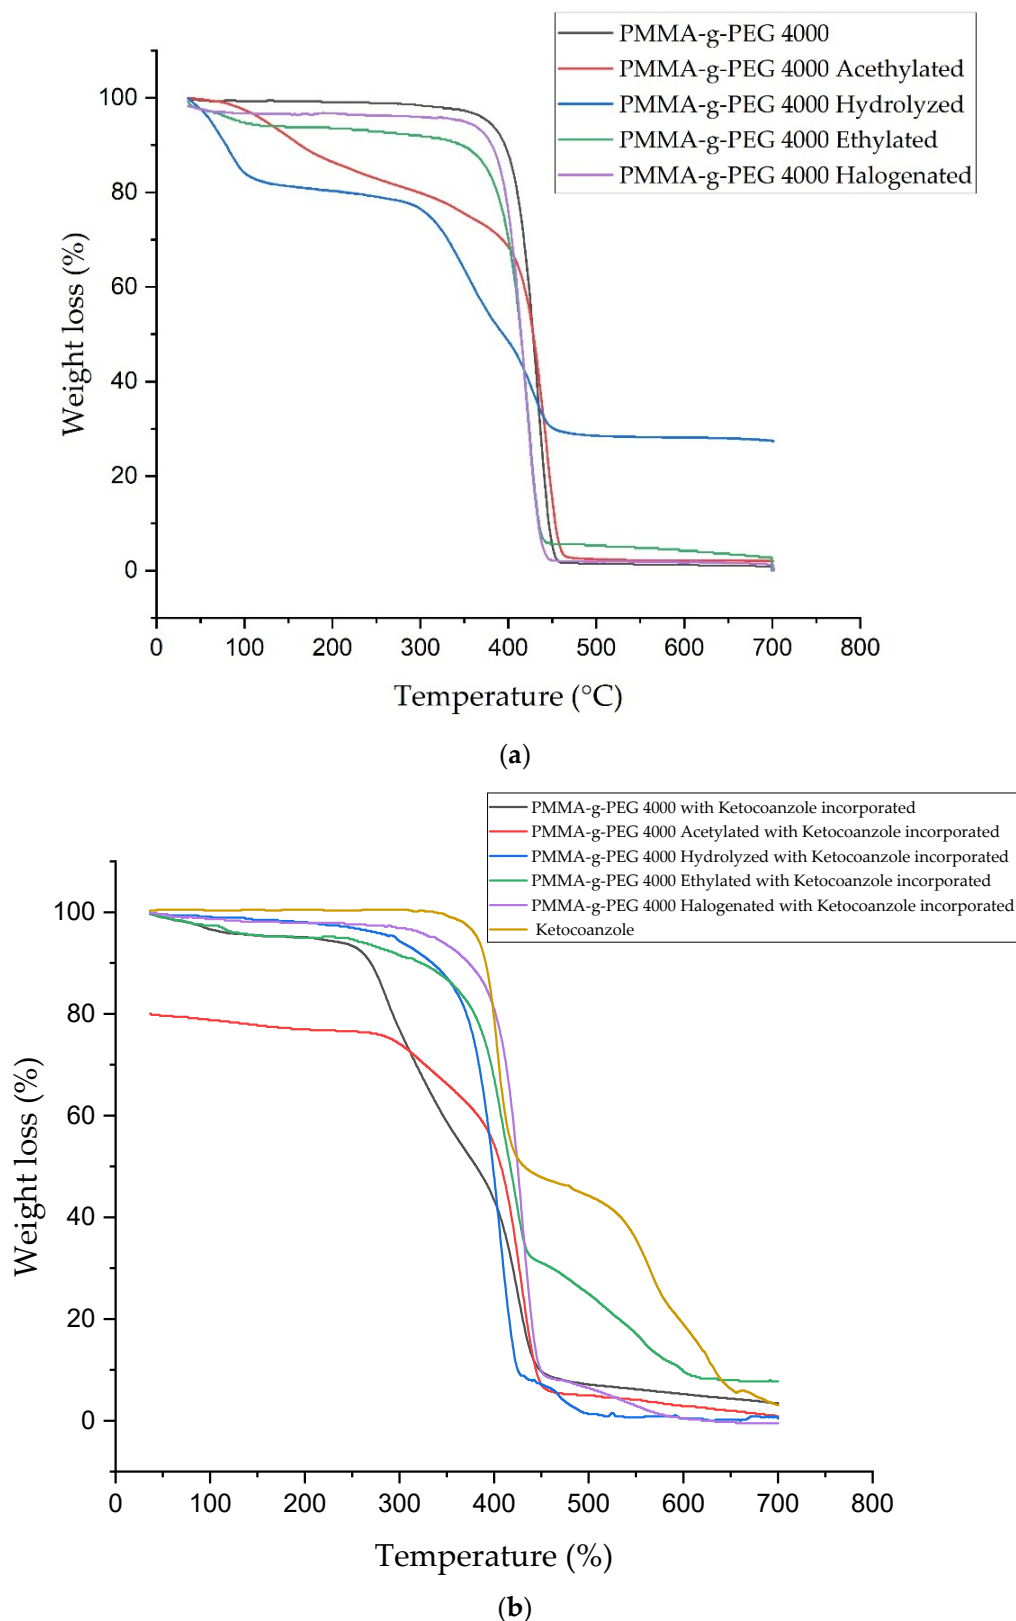 PMMA-g-PEG 4000
PMMA-g-PEG 4000 Acethylated
PMMA-g-PEG 4000 Hydrolyzed
PMMA-g-PEG 4000 Ethylated
PMMA-g-PEG 4000 Halogenated
100
80
60
40
20
0
Weight loss (%)
0 100 200 300 400 500 600 700 800
Temperature (°C)
(a)
PMMA-g-PEG 4000 with Ketocoanzole incorporated
PMMA-g-PEG 4000 Acetylated with Ketocoanzole incorporated
PMMA-g-PEG 4000 Hydrolyzed with Ketocoanzole incorporated
PMMA-g-PEG 4000 Ethylated with Ketocoanzole incorporated
PMMA-g-PEG 4000 Halogenated with Ketocoanzole incorporated
Ketocoanzole
100
80
60
40
20
0
Weight loss (%)
0 100 200 300 400 500 600 700 800
Temperature (%)
(b)